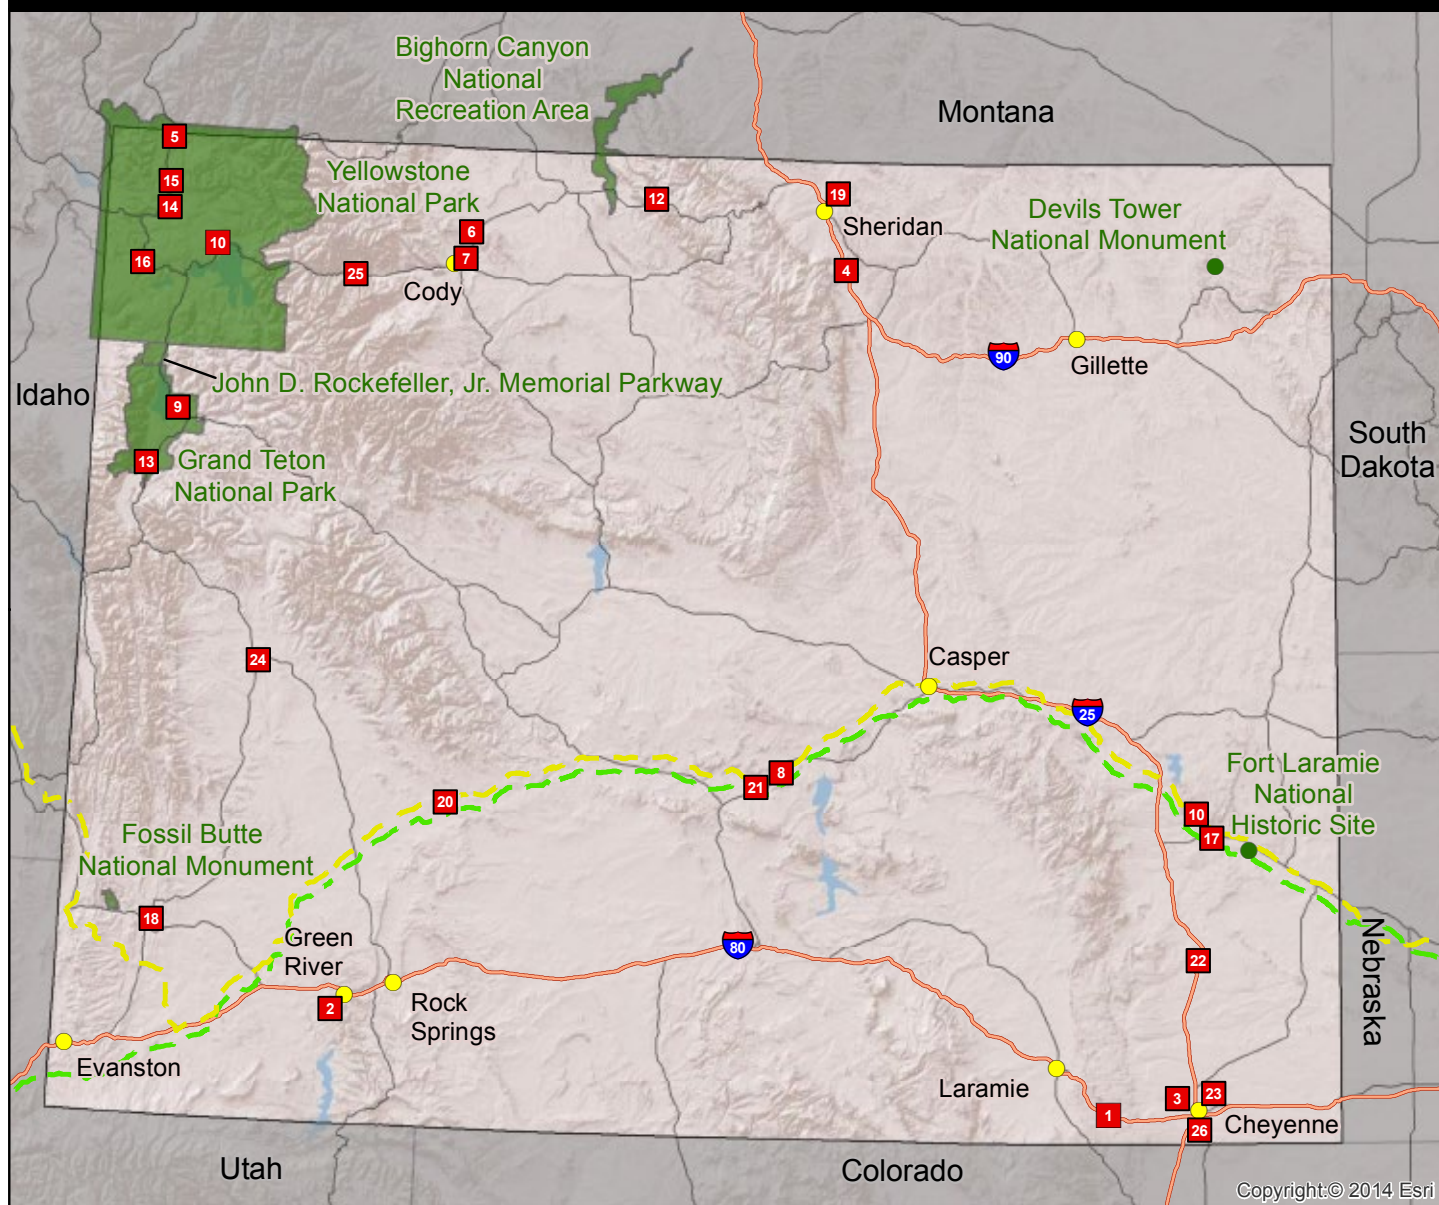 Bighorn Canyon
National
Recreation Area
Montana
5
15
14
10
16
Yellowstone
National Park
6
7
25
Cody
12
19
Sheridan
4
Devils Tower
National Monument
90
Gillette
Idaho
John D. Rockefeller, Jr. Memorial Parkway
9
13
Grand Teton
National Park
South
Dakota
24
Casper
25
8
21
20
Fort Laramie
National
Historic Site
10
17
Fossil Butte
National Monument
18
Green
River
2
Rock
Springs
80
22
Nebraska
Evanston
Laramie
1
3
23
26
Cheyenne
Utah
Colorado
Copyright:© 2014 Esri